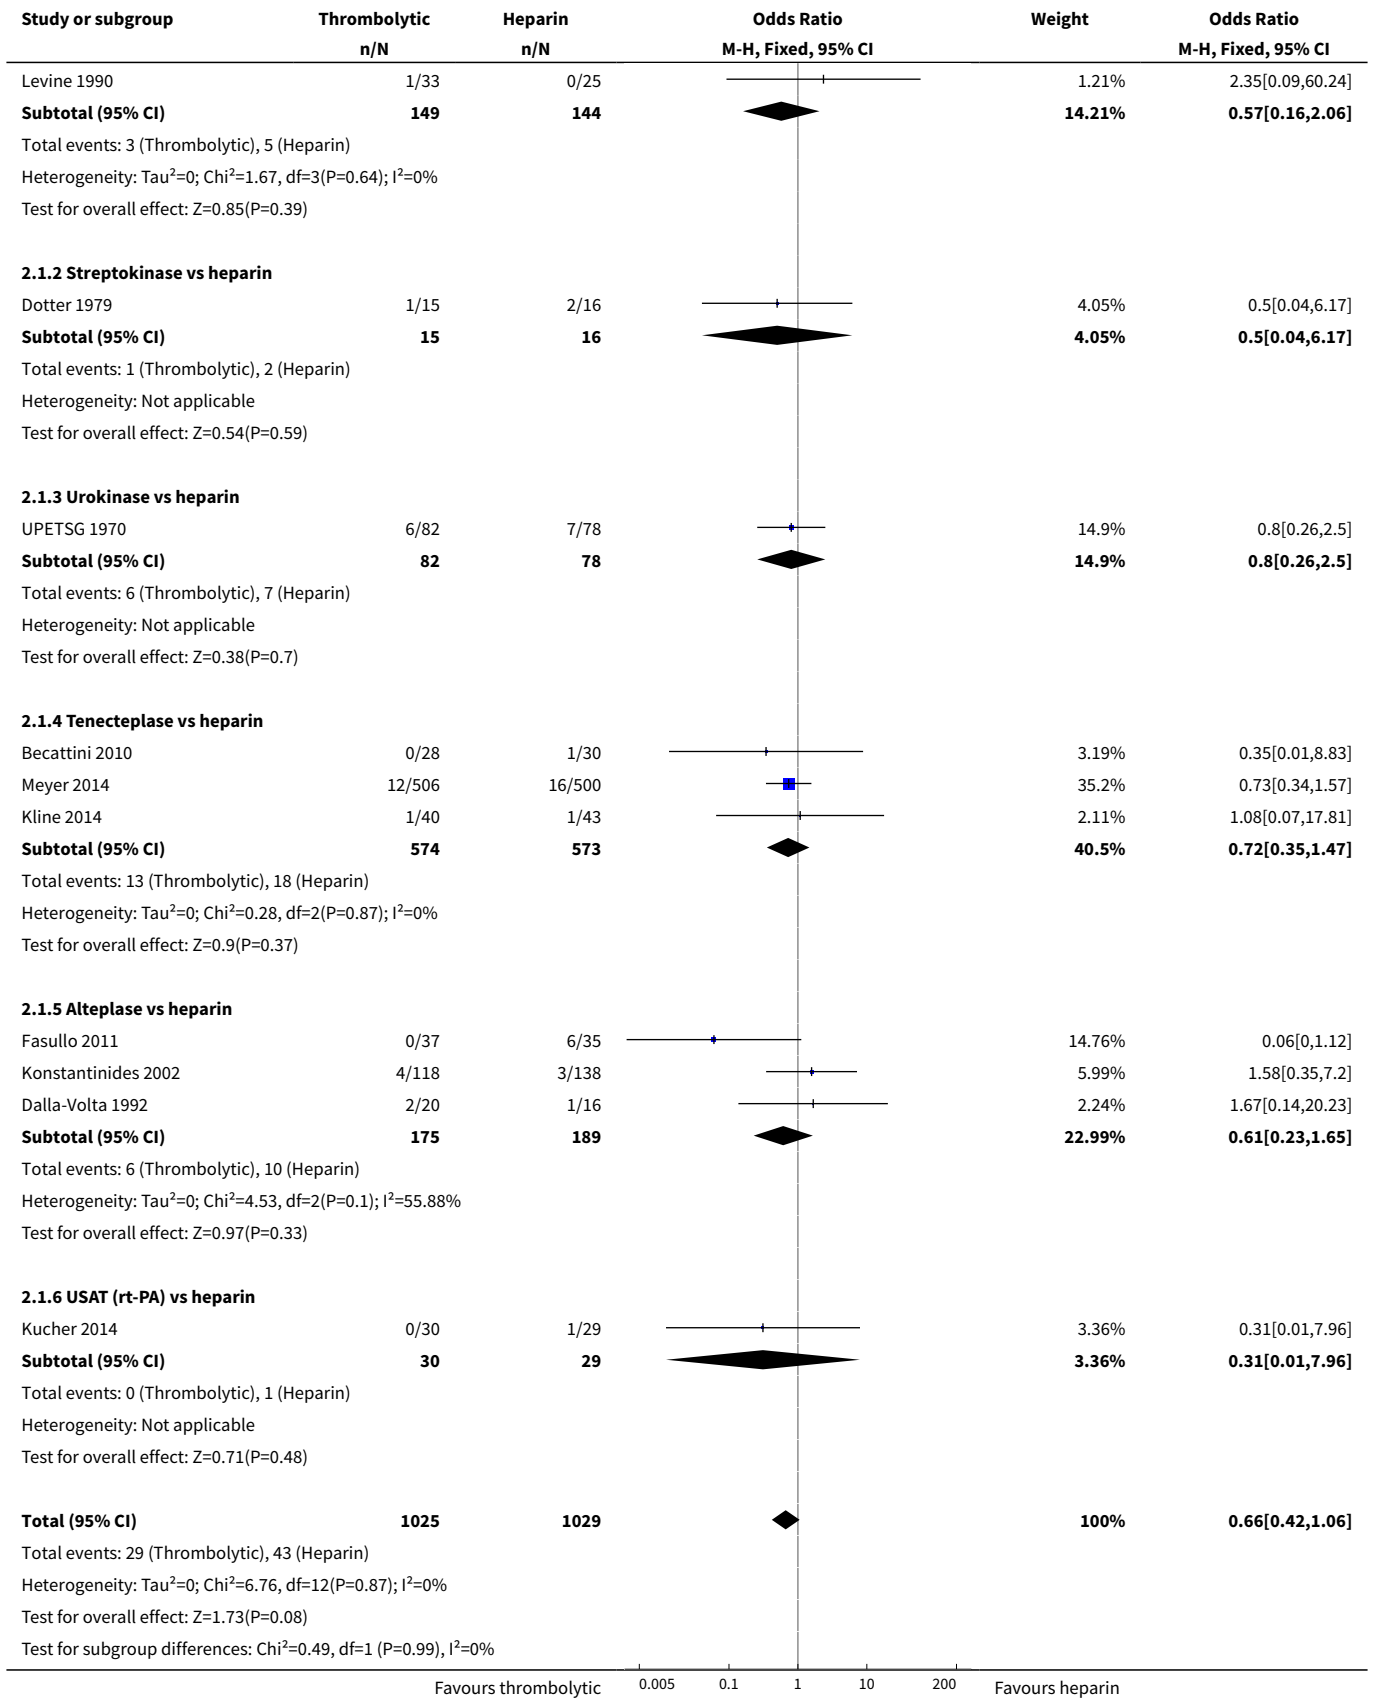 Study or subgroup Thrombolytic Heparin Odds Ratio Weight Odds Ratio
n/N n/N M-H, Fixed, 95% CI M-H, Fixed, 95% CI
Levine 1990 1/33 0/25 1.21% 2.35[0.09,60.24]
Subtotal (95% CI) 149 144 14.21% 0.57[0.16,2.06]
Total events: 3 (Thrombolytic), 5 (Heparin)
Heterogeneity: Tau²=0; Chi²=1.67, df=3(P=0.64); I²=0%
Test for overall effect: Z=0.85(P=0.39)
2.1.2 Streptokinase vs heparin
Dotter 1979 1/15 2/16 4.05% 0.5[0.04,6.17]
Subtotal (95% CI) 15 16 4.05% 0.5[0.04,6.17]
Total events: 1 (Thrombolytic), 2 (Heparin)
Heterogeneity: Not applicable
Test for overall effect: Z=0.54(P=0.59)
2.1.3 Urokinase vs heparin
UPETSG 1970 6/82 7/78 14.9% 0.8[0.26,2.5]
Subtotal (95% CI) 82 78 14.9% 0.8[0.26,2.5]
Total events: 6 (Thrombolytic), 7 (Heparin)
Heterogeneity: Not applicable
Test for overall effect: Z=0.38(P=0.7)
2.1.4 Tenecteplase vs heparin
Becattini 2010 0/28 1/30 3.19% 0.35[0.01,8.83]
Meyer 2014 12/506 16/500 35.2% 0.73[0.34,1.57]
Kline 2014 1/40 1/43 2.11% 1.08[0.07,17.81]
Subtotal (95% CI) 574 573 40.5% 0.72[0.35,1.47]
Total events: 13 (Thrombolytic), 18 (Heparin)
Heterogeneity: Tau²=0; Chi²=0.28, df=2(P=0.87); I²=0%
Test for overall effect: Z=0.9(P=0.37)
2.1.5 Alteplase vs heparin
Fasullo 2011 0/37 6/35 14.76% 0.06[0,1.12]
Konstantinides 2002 4/118 3/138 5.99% 1.58[0.35,7.2]
Dalla-Volta 1992 2/20 1/16 2.24% 1.67[0.14,20.23]
Subtotal (95% CI) 175 189 22.99% 0.61[0.23,1.65]
Total events: 6 (Thrombolytic), 10 (Heparin)
Heterogeneity: Tau²=0; Chi²=4.53, df=2(P=0.1); I²=55.88%
Test for overall effect: Z=0.97(P=0.33)
2.1.6 USAT (rt-PA) vs heparin
Kucher 2014 0/30 1/29 3.36% 0.31[0.01,7.96]
Subtotal (95% CI) 30 29 3.36% 0.31[0.01,7.96]
Total events: 0 (Thrombolytic), 1 (Heparin)
Heterogeneity: Not applicable
Test for overall effect: Z=0.71(P=0.48)
Total (95% CI) 1025 1029 100% 0.66[0.42,1.06]
Total events: 29 (Thrombolytic), 43 (Heparin)
Heterogeneity: Tau²=0; Chi²=6.76, df=12(P=0.87); I²=0%
Test for overall effect: Z=1.73(P=0.08)
Test for subgroup differences: Chi²=0.49, df=1 (P=0.99), I²=0%
Favours thrombolytic 0.005 0.1 1 10 200 Favours heparin